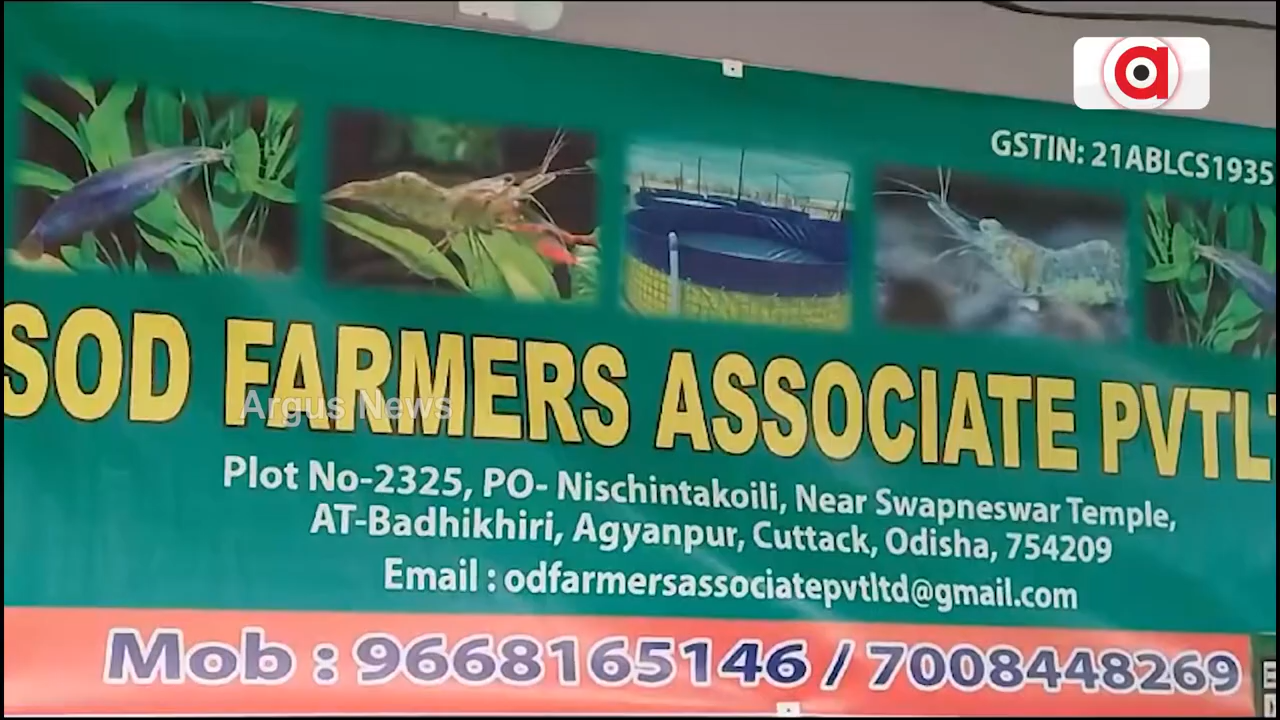 a
GSTIN: 21ABLCS1935
SOD FARMERS ASSOCIATE PVTL
Argus News
Plot No-2325, PO- Nischintakoili, Near Swapneswar Temple,
AT-Badhikhiri, Agyanpur, Cuttack, Odisha, 754209
Email : odfarmersassociatepvtltd@gmail.com
Mob : 9668165146 / 7008448269